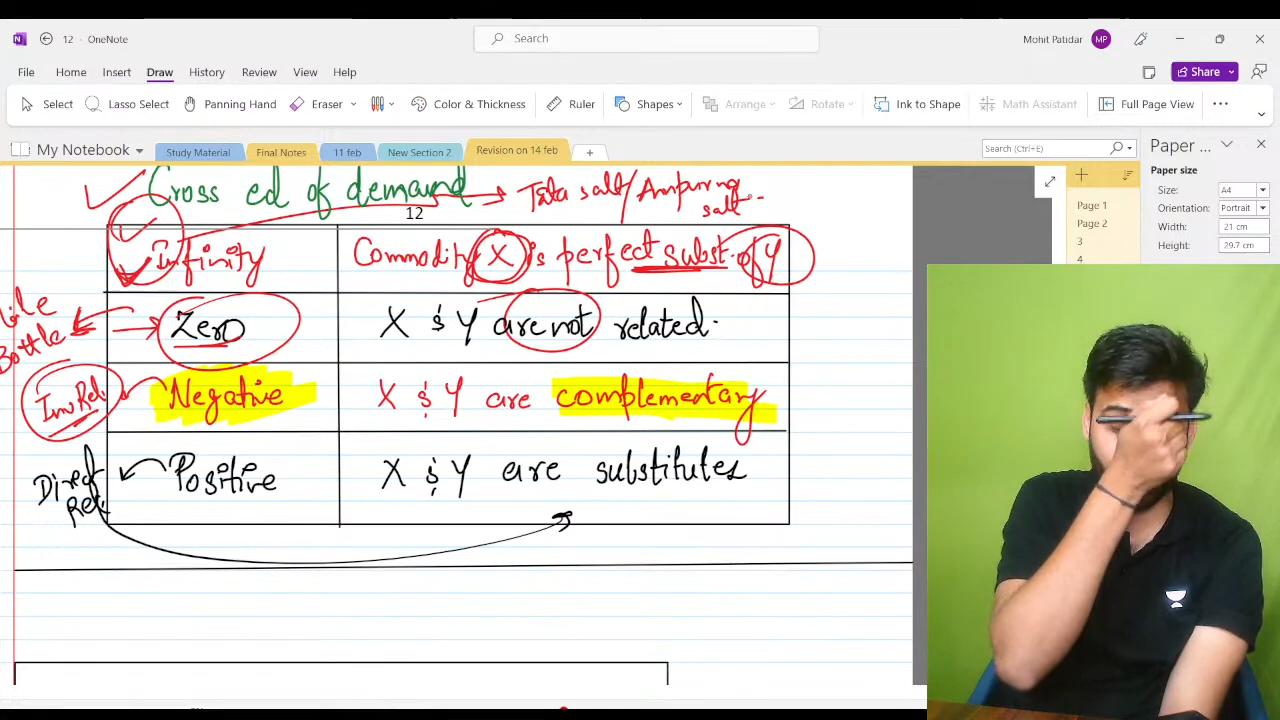 12 - OneNote
Search
Mohit Patidar MP
File Home Insert Draw History Review View Help
Share
Select Lasso Select Panning Hand Eraser Color & Thickness Ruler Shapes Arrange Rotate Ink to Shape Math Assistant Full Page View
My Notebook Study Material Final Notes 11 feb New Section 2 Revision on 14 feb
Search (Ctrl+E)
Paper ...
Paper size
Size: A4
Orientation: Portrait
Width: 21 cm
Height: 29.7 cm
Page 1
Page 2
3
4
Cross ed of demand
Tata salt/
salt
12
Infinity Commodity X is perfect subst. of Y
Bottle
Zero X & Y are not related.
Inv Rel. Negative X & Y are complementary
Direct Rel. Positive X & Y are substitutes